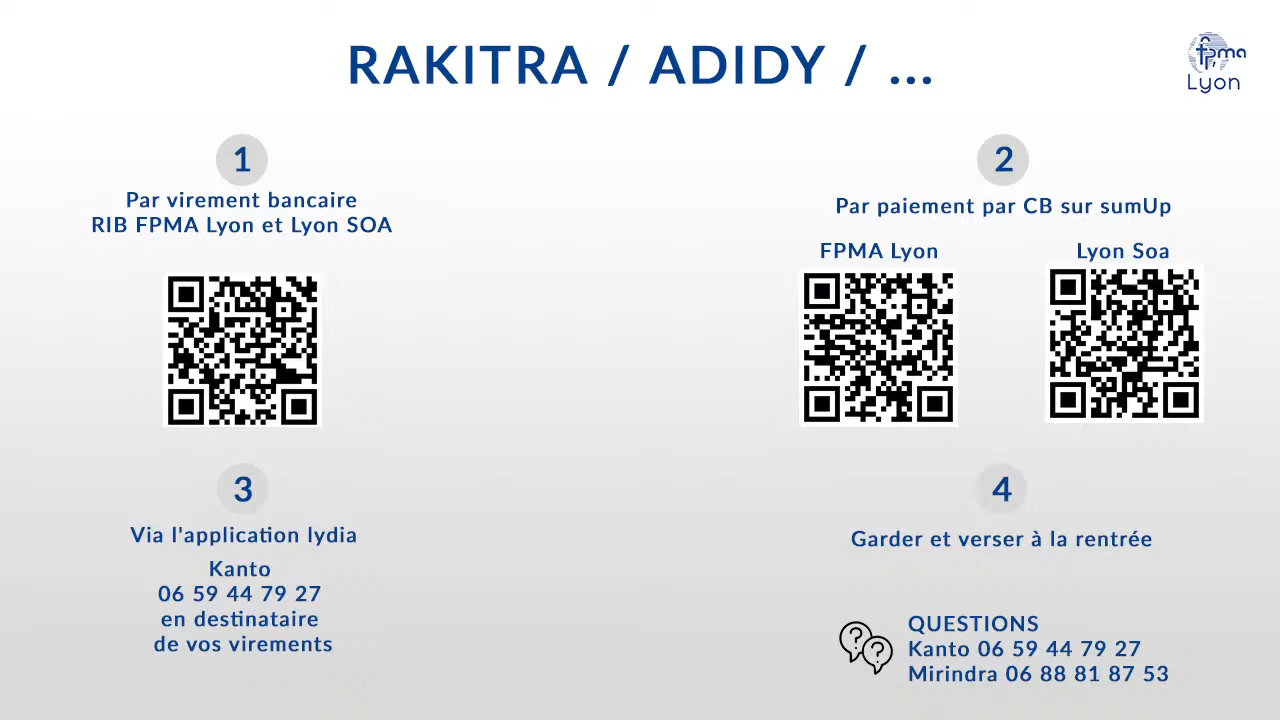 RAKITRA / ADIDY / ...
fpma
Lyon
1
Par virement bancaire
RIB FPMA Lyon et Lyon SOA
2
Par paiement par CB sur sumUp
FPMA Lyon
Lyon Soa
3
Via l'application lydia
Kanto
06 59 44 79 27
en destinataire
de vos virements
4
Garder et verser à la rentrée
QUESTIONS
Kanto 06 59 44 79 27
Mirindra 06 88 81 87 53